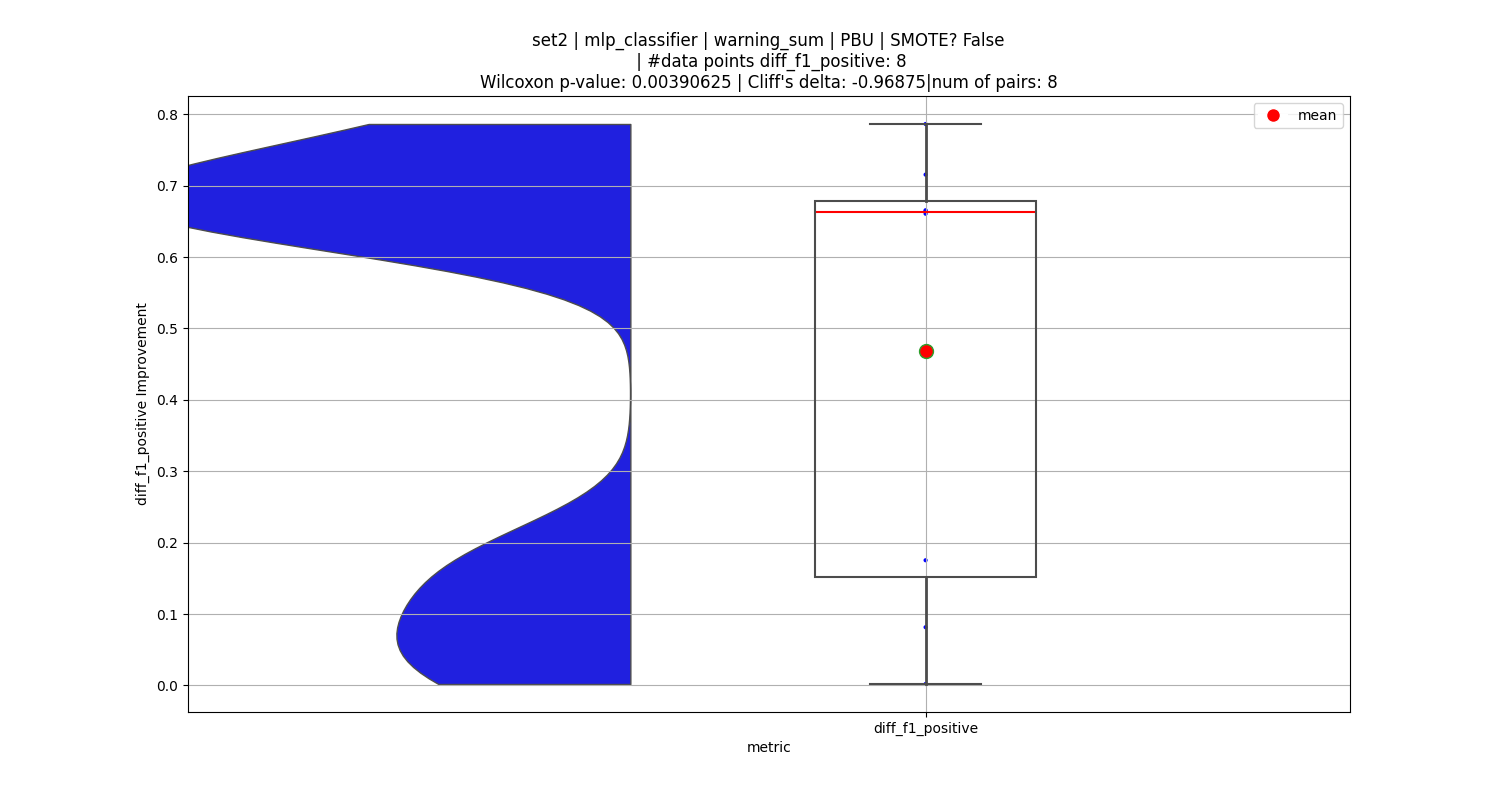 set2 | mlp_classifier | warning_sum | PBU | SMOTE? False
| #data points diff_f1_positive: 8
Wilcoxon p-value: 0.00390625 | Cliff's delta: -0.96875|num of pairs: 8
mean
0.8
0.7
0.6
0.5
0.4
0.3
0.2
0.1
0.0
diff_f1_positive Improvement
diff_f1_positive
metric